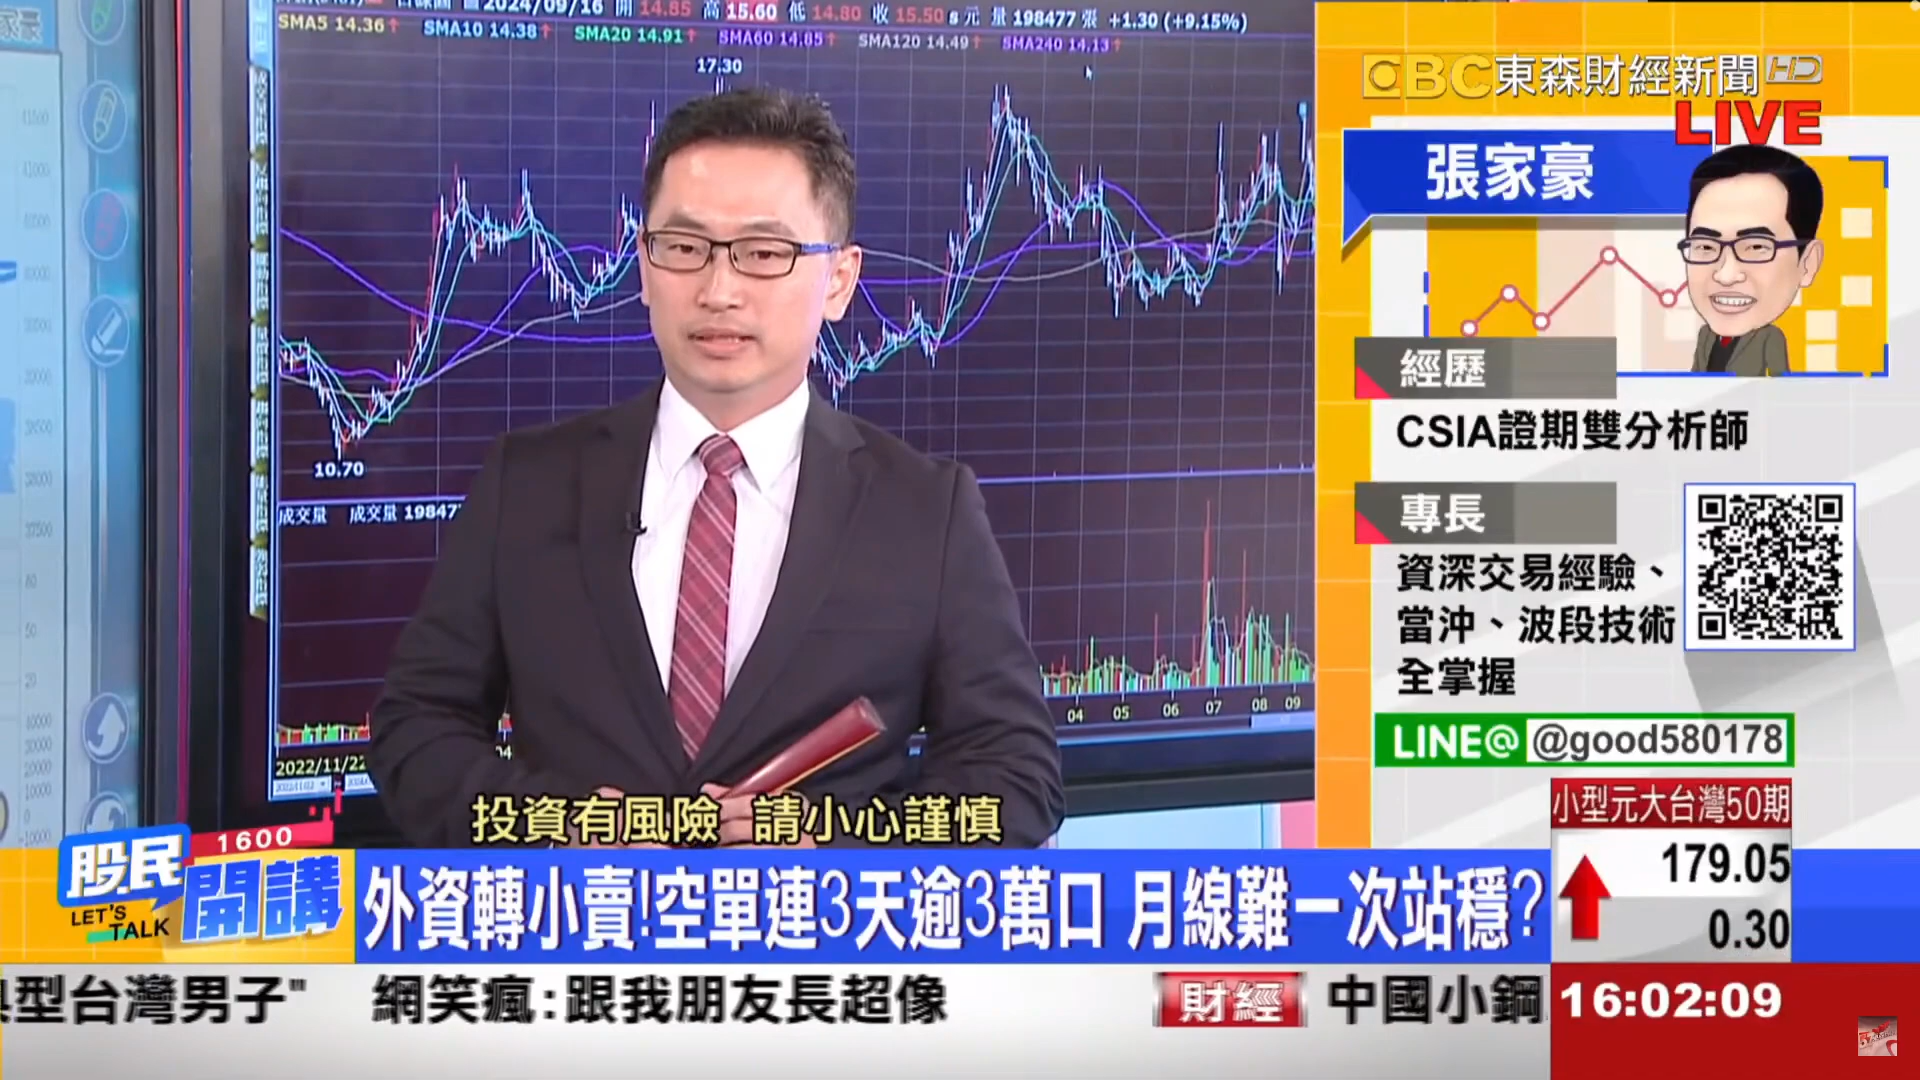 2024/09/16 開 14.85 高 15.60 低 14.80 收 15.50 s 元 量 198477 張 +1.30 (+9.15%)
SMA5 14.36↑ SMA10 14.38↑ SMA20 14.91↑ SMA60 14.85↑ SMA120 14.49↑ SMA240 14.13↑
17.30
10.70
成交量 成交量 19847
04 05 06 07 08 09
2022/11/22
EBC東森財經新聞HD
LIVE
張家豪
經歷
CSIA證期雙分析師
專長
資深交易經驗、
當沖、波段技術
全掌握
LINE@ @good580178
投資有風險 請小心謹慎
1600
股民
開講
LET'S
TALK
外資轉小賣!空單連3天逾3萬口 月線難一次站穩?
小型元大台灣50期
179.05
0.30
型台灣男子" 網笑瘋:跟我朋友長超像
財經
中國小鋼
16:02:09